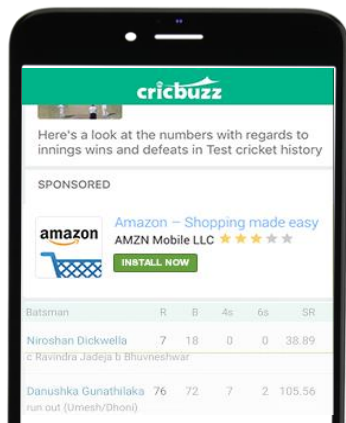 cricbuzz
Here's a look at the numbers with regards to
innings wins and defeats in Test cricket history
SPONSORED
amazon
Amazon – Shopping made easy
AMZN Mobile LLC
INSTALL NOW
Batsman R B 4s 6s SR
Niroshan Dickwella 7 18 0 0 38.89
c Ravindra Jadeja b Bhuvneshwar
Danushka Gunathilaka 76 72 7 2 105.56
run out (Umesh/Dhoni)